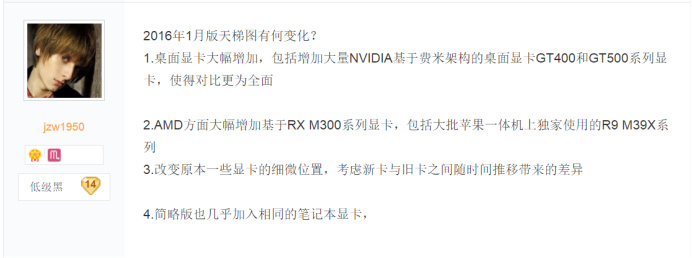 2016年1月版天梯图有何变化?
1.桌面显卡大幅增加，包括增加大量NVIDIA基于费米架构的桌面显卡GT400和GT500系列显
卡，使得对比更为全面
2.AMD方面大幅增加基于RX M300系列显卡，包括大批苹果一体机上独家使用的R9 M39X系
列
3.改变原本一些显卡的细微位置，考虑新卡与旧卡之间随时间推移带来的差异
4.简略版也几乎加入相同的笔记本显卡，
jzw1950
低级黑 14